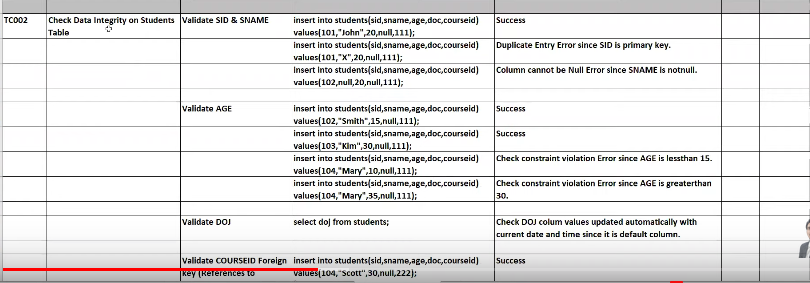 TC002
Check Data Integrity on Students
Table
Validate SID & SNAME
insert into students(sid,sname,age,doc,courseid)
values(101,"John",20,null,111);
Success
insert into students(sid,sname,age,doc,courseid)
values(101,"X",20,null,111);
Duplicate Entry Error since SID is primary key.
Insert into students(sid,sname,age,doc,courseid)
values(102,null,20,null,111);
Column cannot be Null Error since SNAME is notnull.
Validate AGE
insert into students(sid,sname,age,doc,courseid)
values(102,"Smith",15,null,111);
Success
insert into students(sid,sname,age,doc,courseid)
values(103,"Kim",30,null,111);
Success
insert into students(sid,sname,age,doc,courseid)
values(104,"Mary",10,null,111);
Check constraint violation Error since AGE is lessthan 15.
insert into students(sid,sname,age,doc,courseid)
values(104,"Mary",35,null,111);
Check constraint violation Error since AGE is greaterthan
30.
Validate DOJ
select doj from students;
Check DOJ colum values updated automatically with
current date and time since it is default column.
Validate COURSEID Foreign
key (References to
insert into students(sid,sname,age,doc,courseid)
values(104,"Scott",30,null,222);
Success